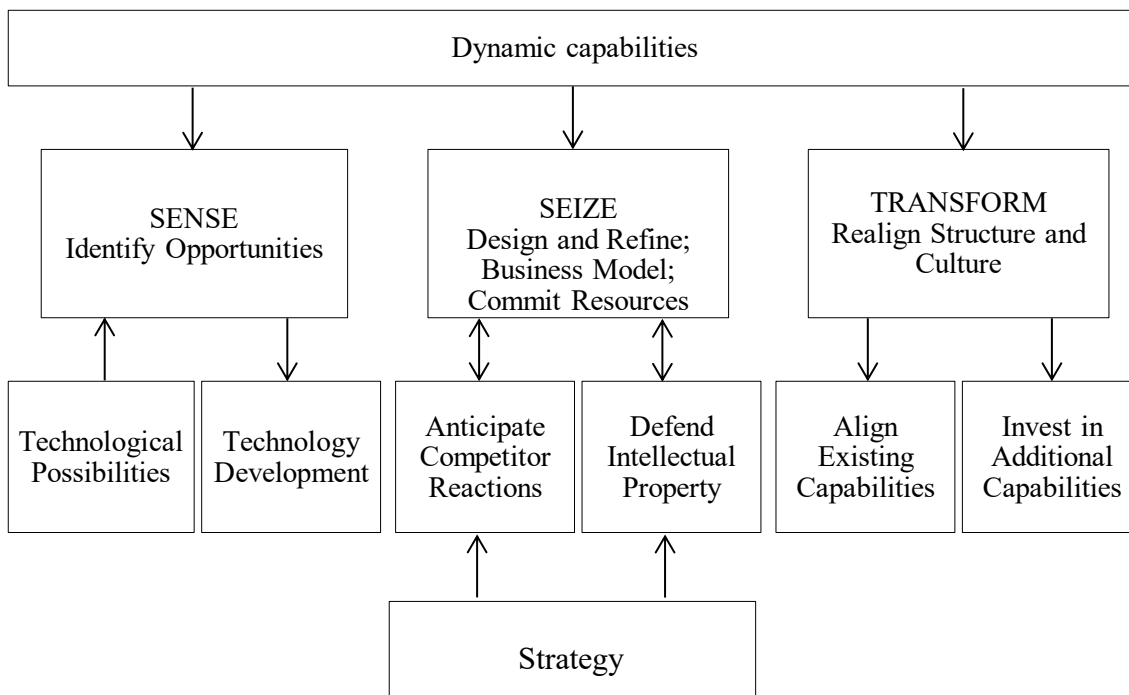 Dynamic capabilities
SENSE
Identify Opportunities
SEIZE
Design and Refine;
Business Model;
Commit Resources
TRANSFORM
Realign Structure and
Culture
Technological
Possibilities
Technology
Development
Anticipate
Competitor
Reactions
Defend
Intellectual
Property
Align
Existing
Capabilities
Invest in
Additional
Capabilities
Strategy